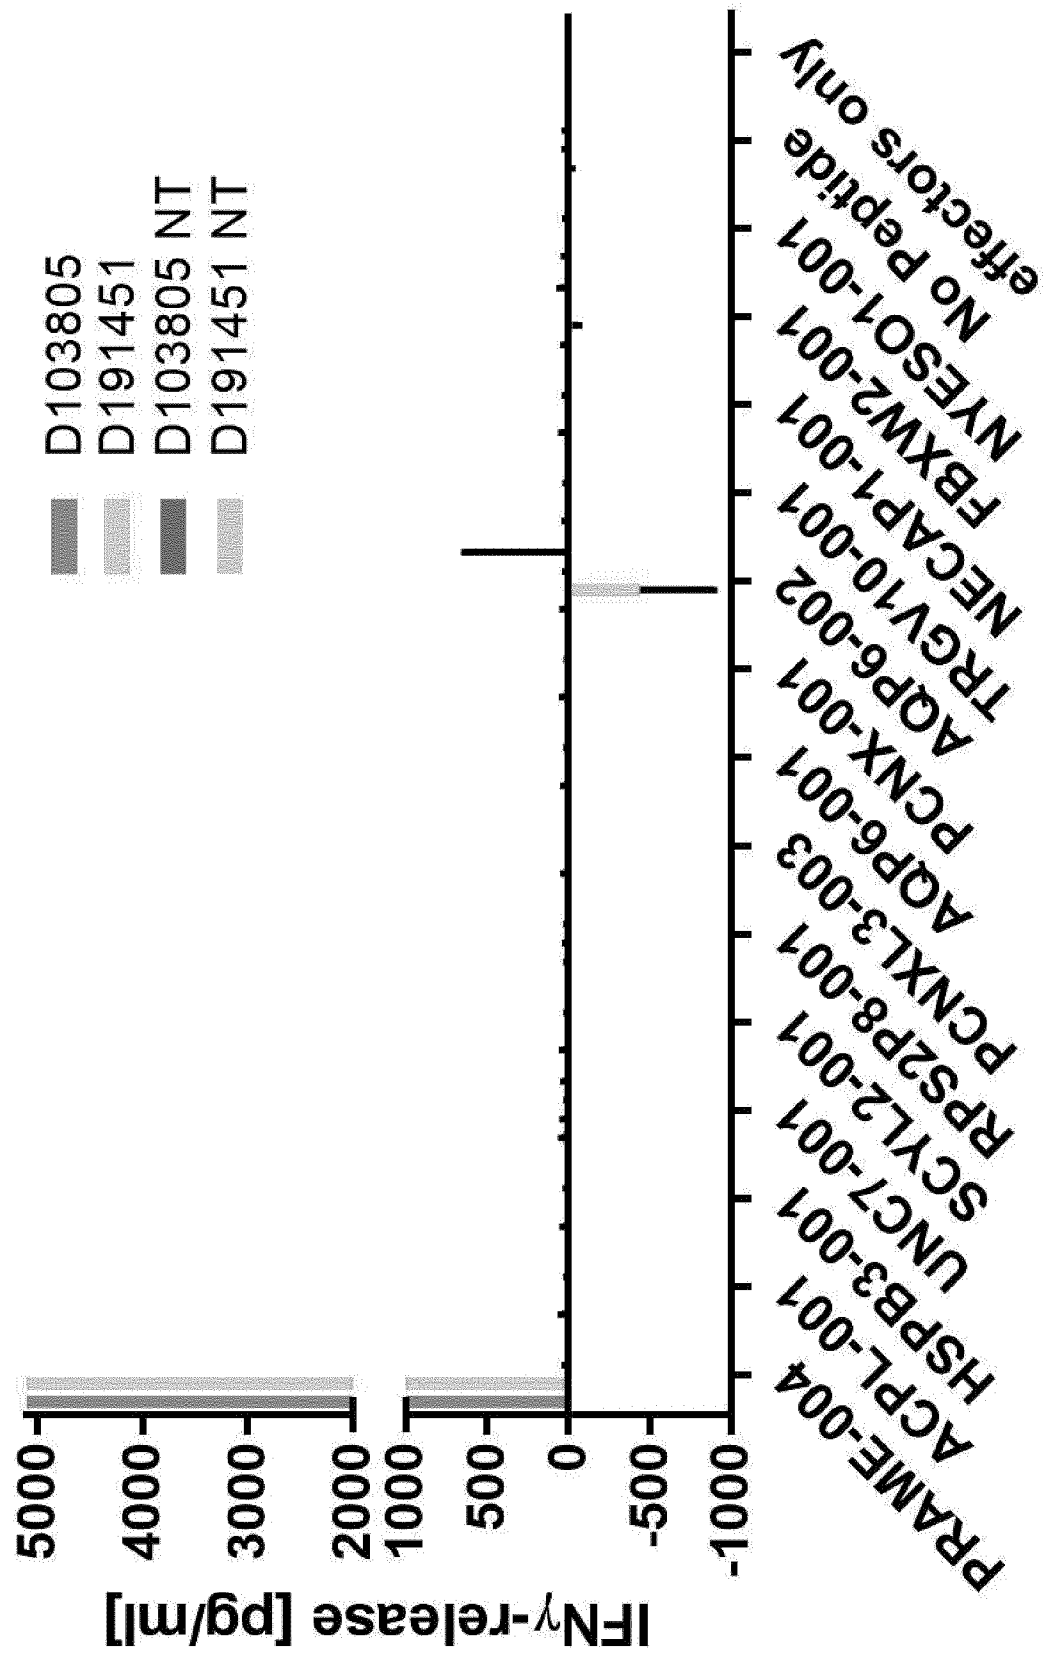 D103805
D191451
D103805 NT
D191451 NT
IFNγ-release [pg/ml]
5000
4000
3000
2000
1000
500
0
-500
-1000
PRAME-004
ACPL-001
HSPB3-001
UNC7-001
SCYL2-001
RPS2P8-001
PCNXL3-003
AQP6-001
PCNX-001
AQP6-002
TRGV10-001
NECAP1-001
FBXW2-001
NYESO1-001
No Peptide
effectors only